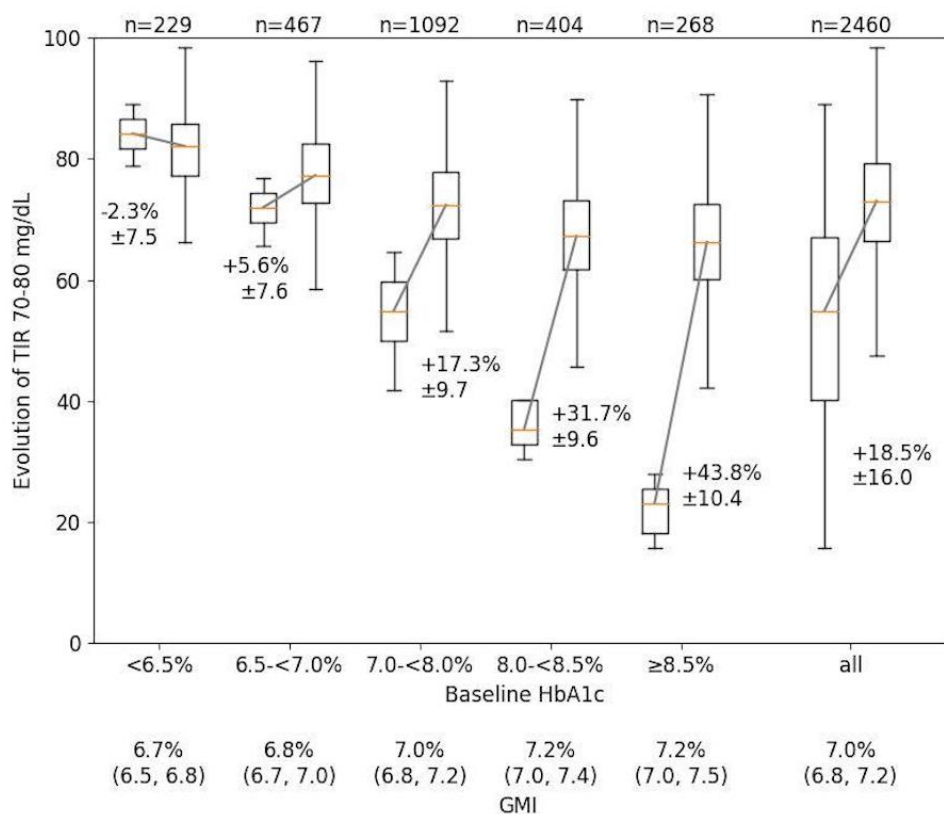 n=229 n=467 n=1092 n=404 n=268 n=2460
Evolution of TIR 70-80 mg/dL
100
80
60
40
20
0
-2.3%
±7.5
+5.6%
±7.6
+17.3%
±9.7
+31.7%
±9.6
+43.8%
±10.4
+18.5%
±16.0
<6.5% 6.5-<7.0% 7.0-<8.0% 8.0-<8.5% ≥8.5% all
Baseline HbA1c
6.7% 6.8% 7.0% 7.2% 7.2% 7.0%
(6.5, 6.8) (6.7, 7.0) (6.8, 7.2) (7.0, 7.4) (7.0, 7.5) (6.8, 7.2)
GMI